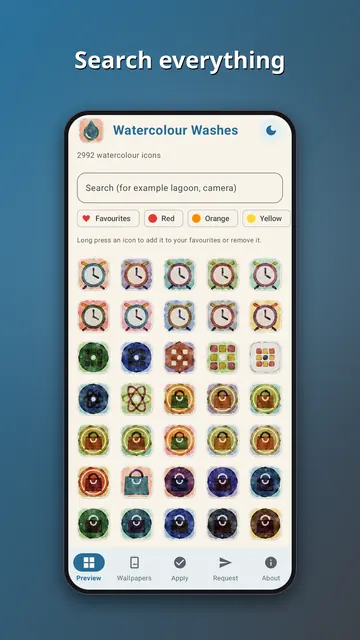 Search everything
Watercolour Washes
2992 watercolour icons
Search (for example lagoon, camera)
Favourites
Red
Orange
Yellow
Long press an icon to add it to your favourites or remove it.
Preview
Wallpapers
Apply
Request
About